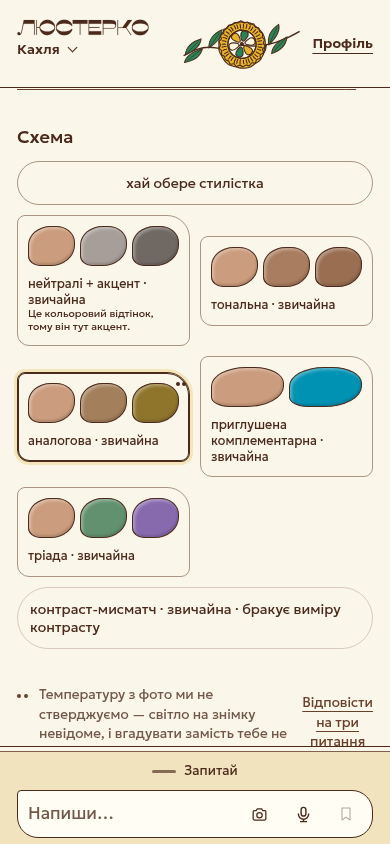 ЛЮСТЕРКО
Кахля
Профіль
Схема
хай обере стилістка
нейтралі + акцент ·
звичайна
Це кольоровий відтінок,
тому він тут акцент.
тональна · звичайна
аналогова · звичайна
приглушена
комплементарна ·
звичайна
тріада · звичайна
контраст-мисматч · звичайна · бракує виміру
контрасту
Температуру з фото ми не
стверджуємо — світло на знімку
невідоме, і вгадувати замість тебе не
Відповісти
на три
питання
Запитай
Напиши…